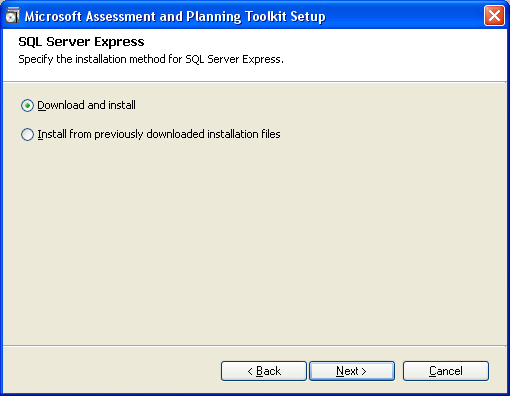 Microsoft Assessment and Planning Toolkit Setup
SQL Server Express
Specify the installation method for SQL Server Express.
Download and install
Install from previously downloaded installation files
< Back
Next >
Cancel